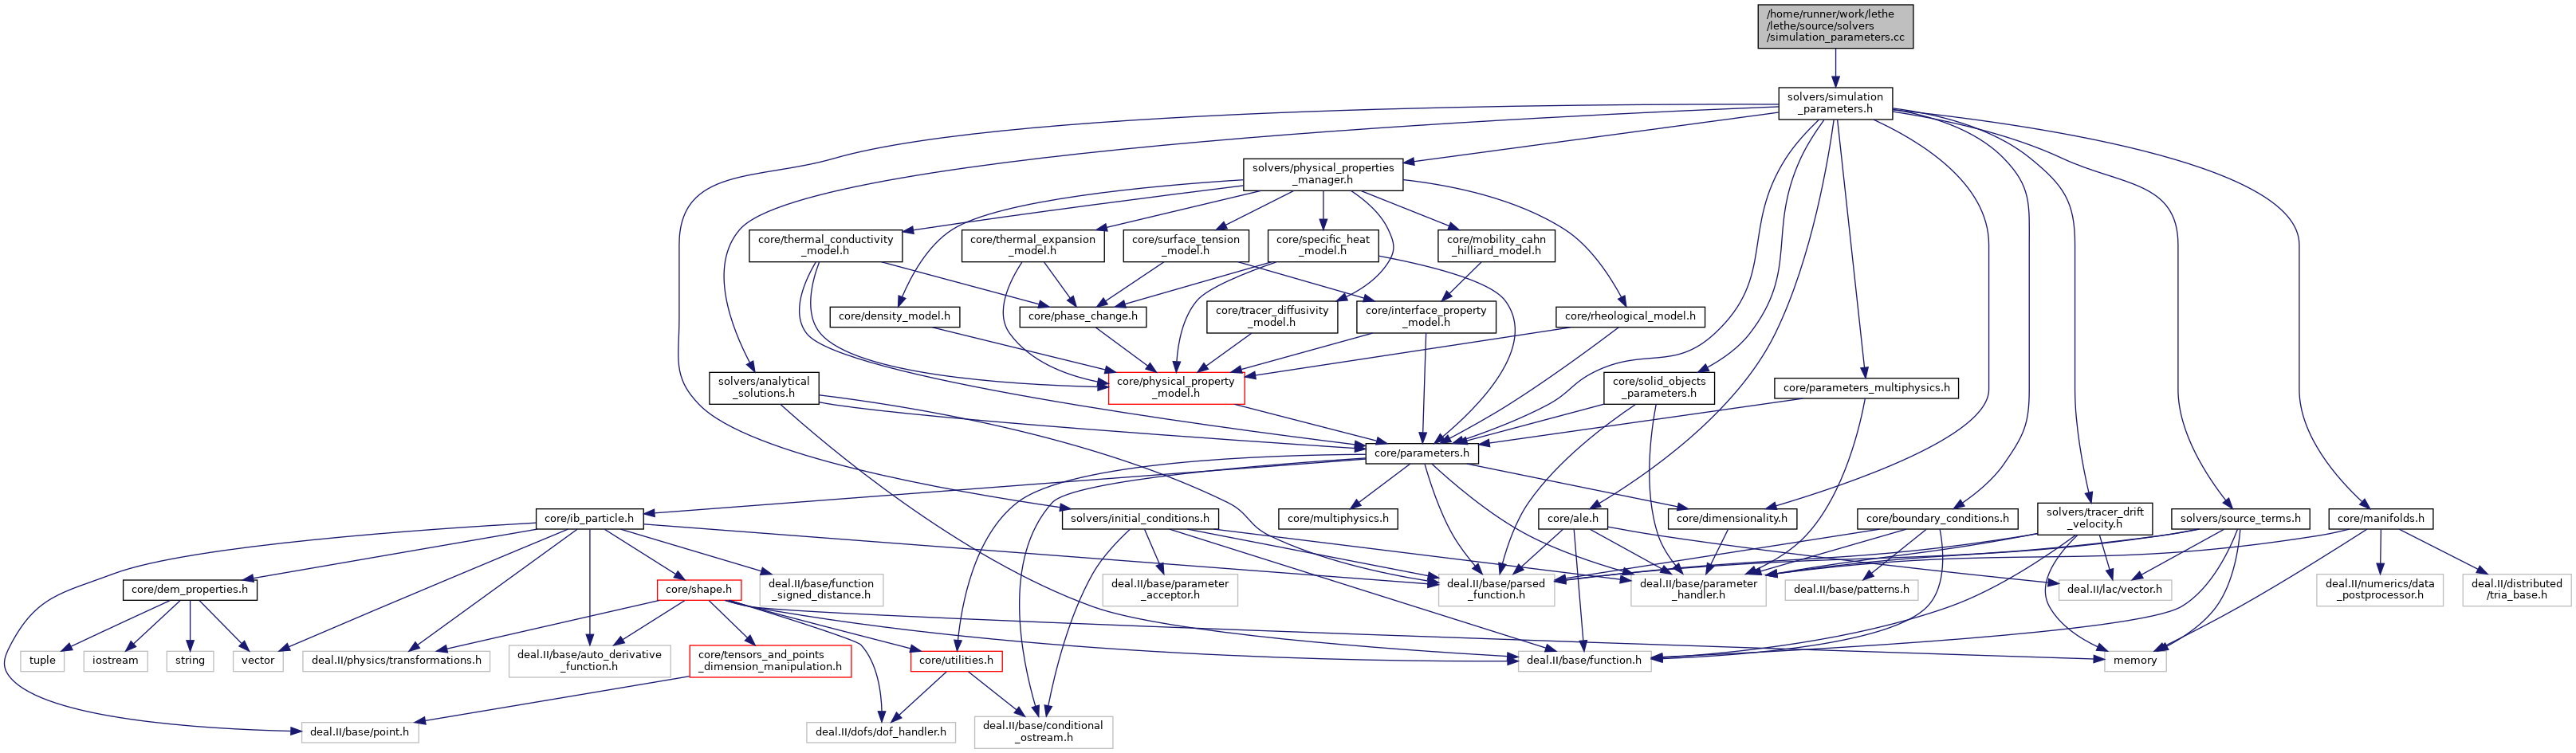 /home/runner/work/lethe
/lethe/source/solvers
/simulation_parameters.cc
solvers/simulation
_parameters.h
solvers/physical_properties
_manager.h
core/thermal_conductivity
_model.h
core/thermal_expansion
_model.h
core/surface_tension
_model.h
core/specific_heat
_model.h
core/mobility_cahn
_hilliard_model.h
core/density_model.h
core/phase_change.h
core/tracer_diffusivity
_model.h
core/interface_property
_model.h
core/rheological_model.h
solvers/analytical
_solutions.h
core/physical_property
_model.h
core/solid_objects
_parameters.h
core/parameters_multiphysics.h
core/parameters.h
core/ib_particle.h
solvers/initial_conditions.h
core/multiphysics.h
core/ale.h
core/dimensionality.h
core/boundary_conditions.h
solvers/tracer_drift
_velocity.h
solvers/source_terms.h
core/manifolds.h
core/dem_properties.h
core/shape.h
deal.II/base/function
_signed_distance.h
deal.II/base/parameter
_acceptor.h
deal.II/base/parsed
_function.h
deal.II/base/parameter
_handler.h
deal.II/base/patterns.h
deal.II/lac/vector.h
deal.II/numerics/data
_postprocessor.h
deal.II/distributed
/tria_base.h
tuple
iostream
string
vector
deal.II/physics/transformations.h
deal.II/base/auto_derivative
_function.h
core/tensors_and_points
_dimension_manipulation.h
core/utilities.h
deal.II/base/function.h
memory
deal.II/base/point.h
deal.II/dofs/dof_handler.h
deal.II/base/conditional
_ostream.h